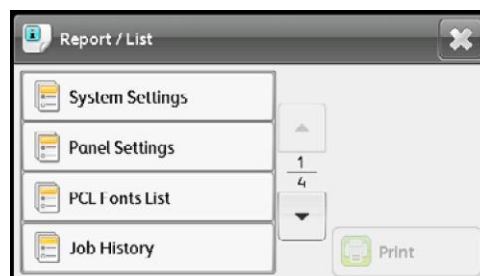 Report / List
System Settings
Panel Settings
1
4
PCL Fonts List
Job History
Print